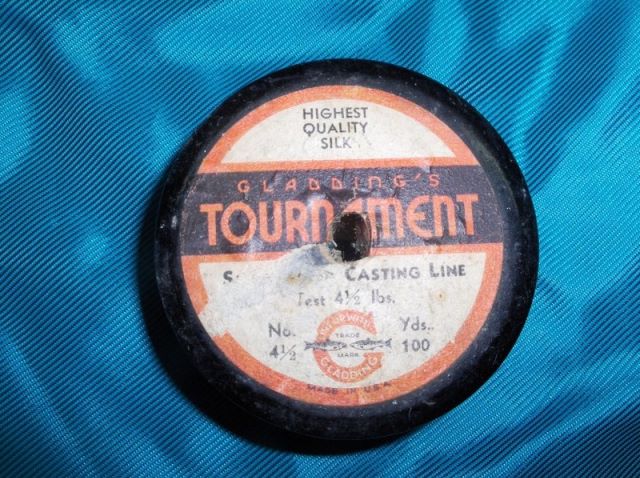 HIGHEST
QUALITY
SILK
GLADDING'S
TOURNAMENT
CASTING LINE
Test 4½ lbs.
No. Yds..
4½ 100
TRADE
MARK
GLADDING
MADE IN U.S.A.